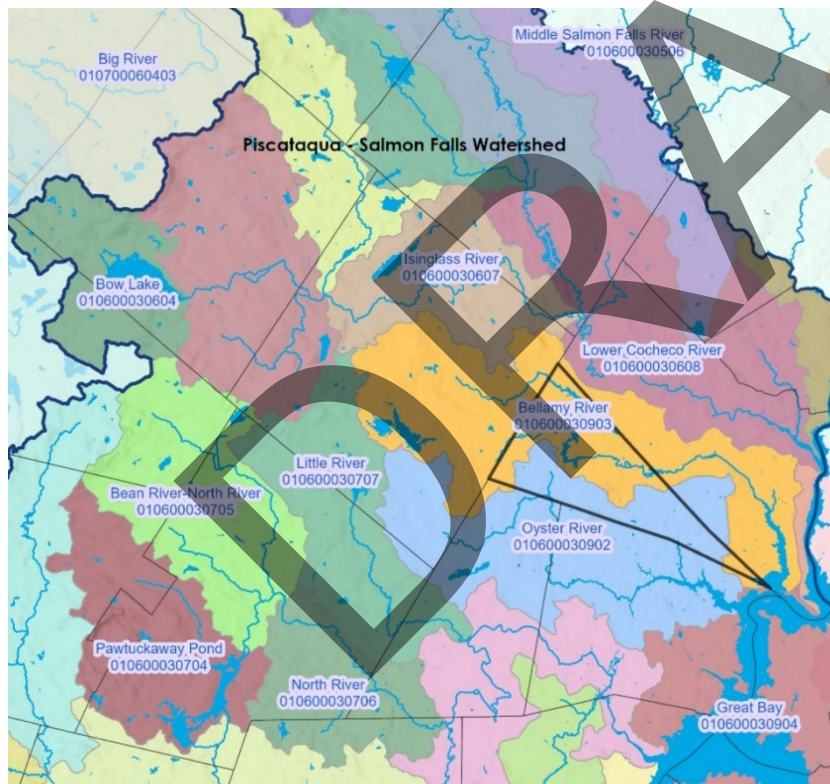 Middle Salmon Falls River
010600030506
Big River
010700060403
Piscataqua - Salmon Falls Watershed
Isinglass River
010600030607
Bow Lake
010600030604
Lower Cocheco River
010600030608
Bellamy River
010600030903
Little River
010600030707
Bean River-North River
010600030705
Oyster River
010600030902
Pawtuckaway Pond
010600030704
North River
010600030706
Great Bay
010600030904
DRA